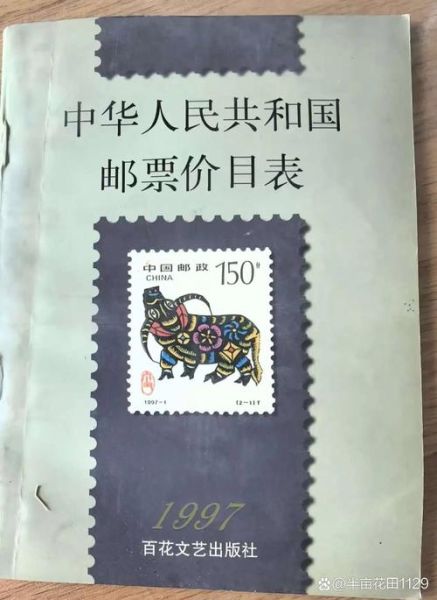 中华人民共和国
邮票价目表
中国邮政
CHINA
150分
1997-1
(2-1)T
1997
百花文艺出版社
@半亩花田1129